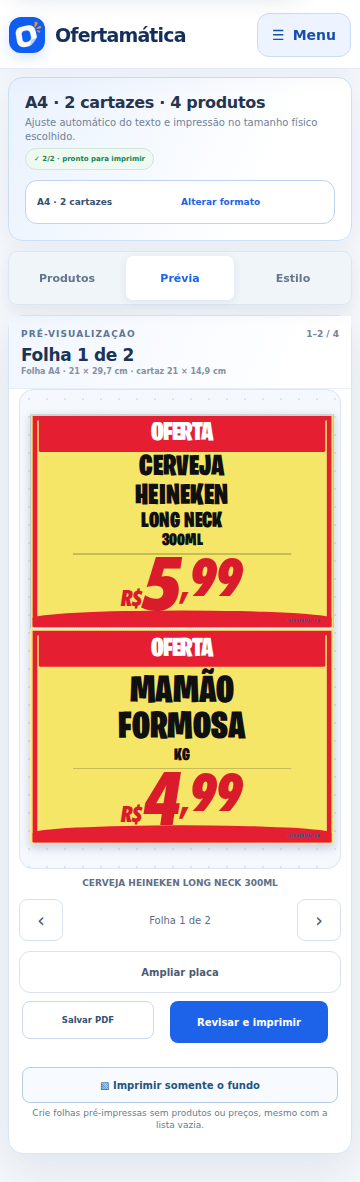 Ofertamática
☰ Menu
A4 · 2 cartazes · 4 produtos
Ajuste automático do texto e impressão no tamanho físico
escolhido.
✓ 2/2 · pronto para imprimir
A4 · 2 cartazes
Alterar formato
Produtos
Prévia
Estilo
PRÉ-VISUALIZAÇÃO
1–2 / 4
Folha 1 de 2
Folha A4 · 21 × 29,7 cm · cartaz 21 × 14,9 cm
OFERTA
CERVEJA
HEINEKEN
LONG NECK
300ML
R$5,99
OFERTA
MAMÃO
FORMOSA
KG
R$4,99
CERVEJA HEINEKEN LONG NECK 300ML
‹
Folha 1 de 2
›
Ampliar placa
Salvar PDF
Revisar e imprimir
▧ Imprimir somente o fundo
Crie folhas pré-impressas sem produtos ou preços, mesmo com a
lista vazia.